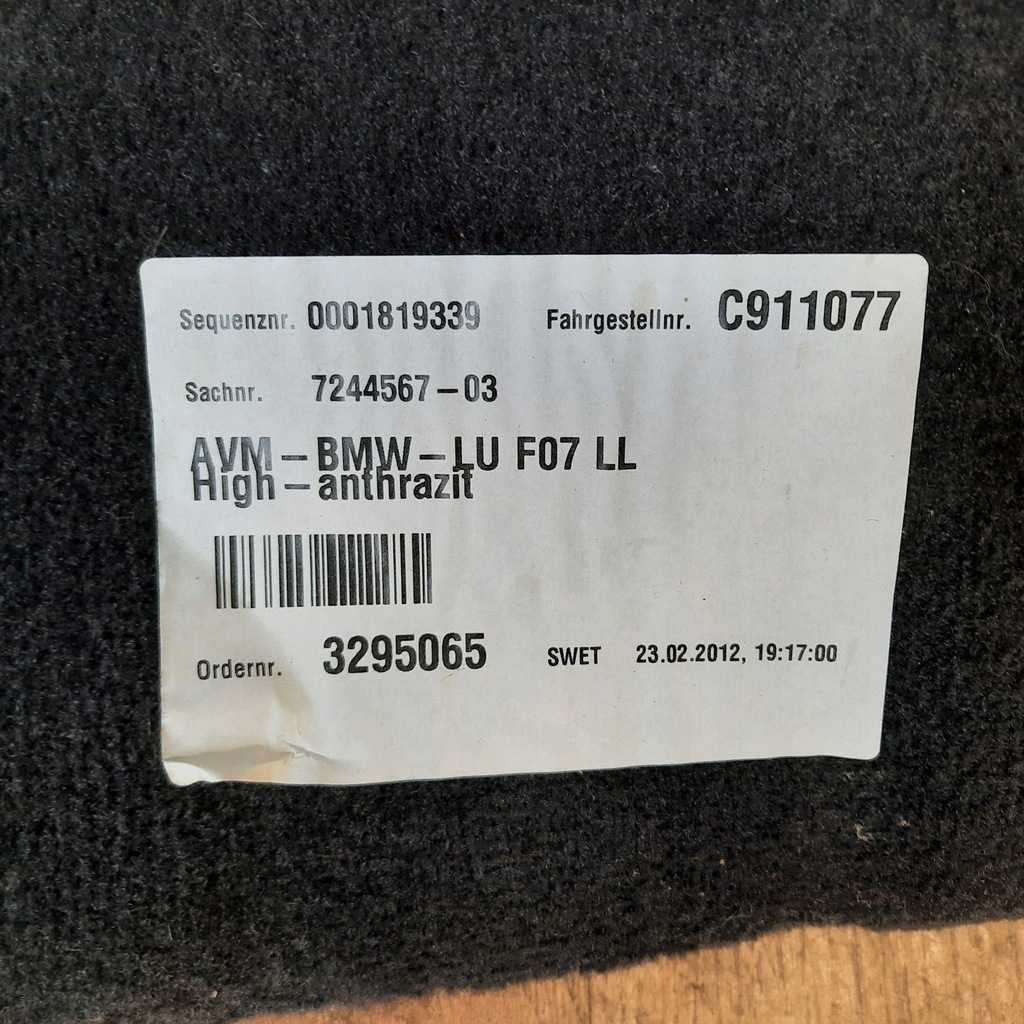 Sequenznr. 0001819339 Fahrgestellnr. C911077
Sachnr. 7244567-03
AVM-BMW-LU F07 LL
High-anthrazit
Ordernr. 3295065 SWET 23.02.2012, 19:17:00